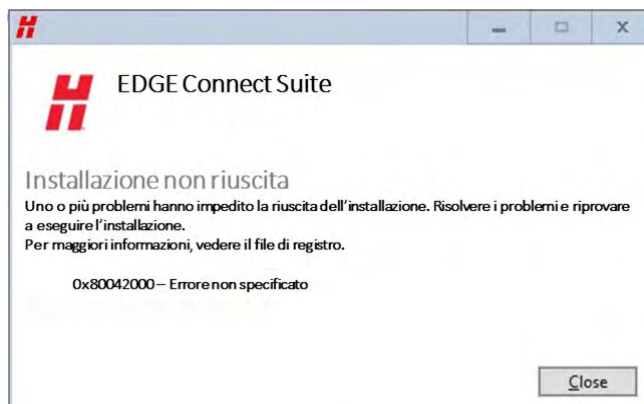 EDGE Connect Suite
Installazione non riuscita
Uno o più problemi hanno impedito la riuscita dell'installazione. Risolvere i problemi e riprovare
a eseguire l'installazione.
Per maggiori informazioni, vedere il file di registro.
0x80042000 – Errore non specificato
Close